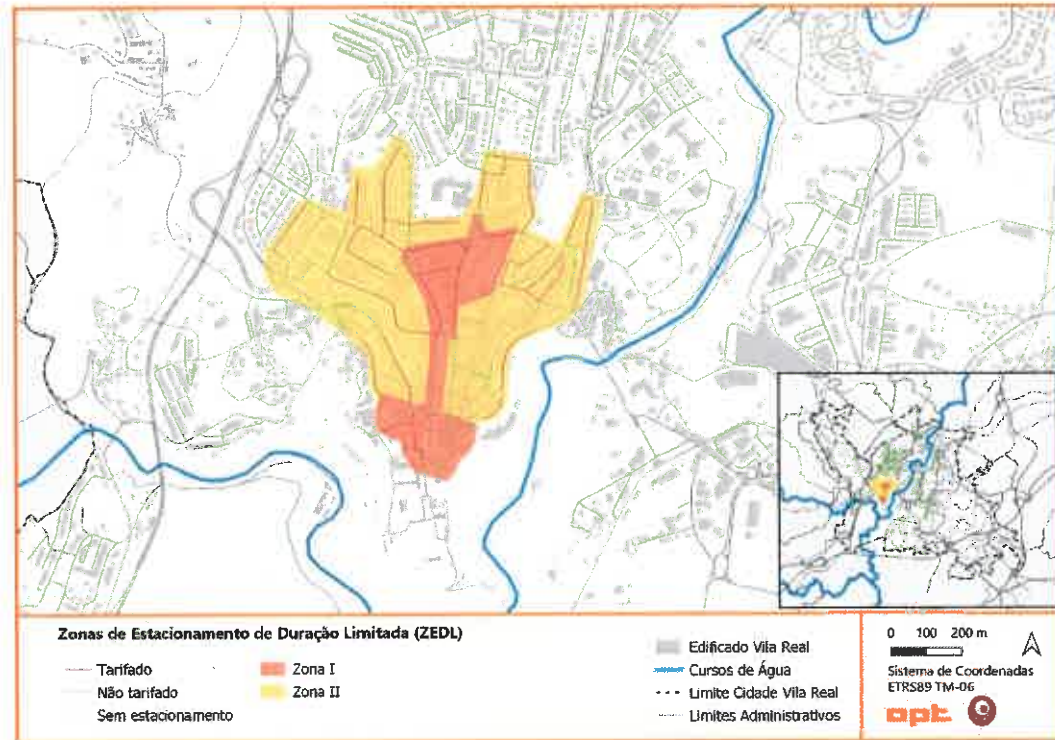 Zonas de Estacionamento de Duração Limitada (ZEDL)
Tarifado
Não tarifado
Sem estacionamento
Zona I
Zona II
Edificado Vila Real
Cursos de Água
Limite Cidade Vila Real
Limites Administrativos
0 100 200 m
Sistema de Coordenadas
ETRS89 TM-06
opt